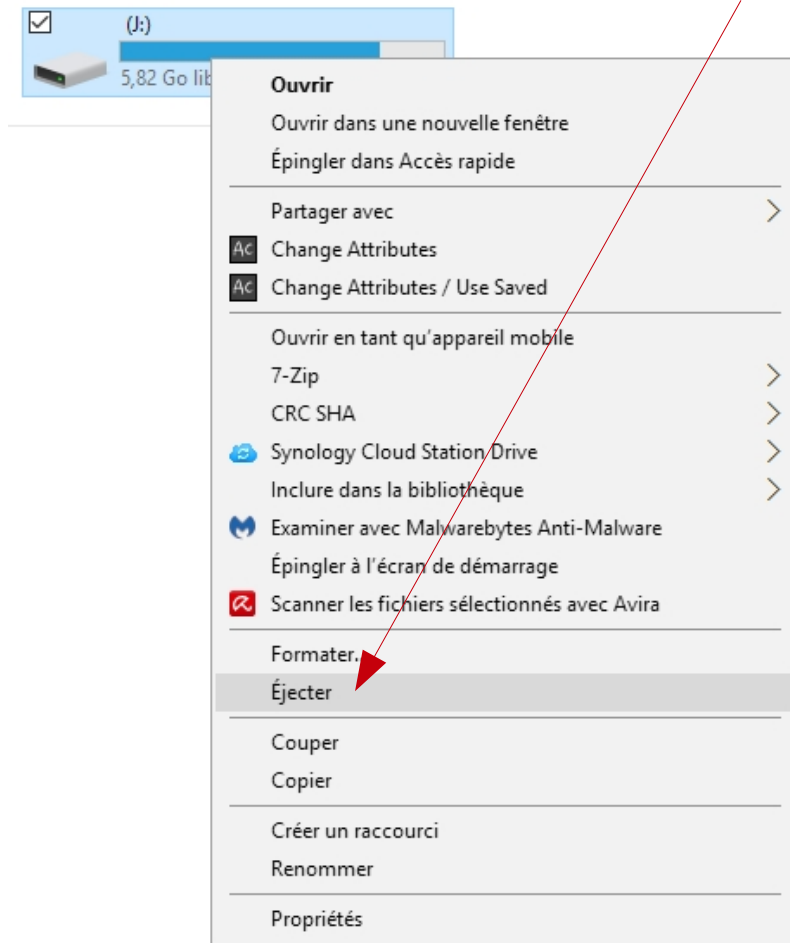 (J:)
5,82 Go lib
Ouvrir
Ouvrir dans une nouvelle fenêtre
Épingler dans Accès rapide
Partager avec
Ac Change Attributes
Ac Change Attributes / Use Saved
Ouvrir en tant qu'appareil mobile
7-Zip
CRC SHA
Synology Cloud Station Drive
Inclure dans la bibliothèque
Examiner avec Malwarebytes Anti-Malware
Épingler à l'écran de démarrage
Scanner les fichiers sélectionnés avec Avira
Formater...
Éjecter
Couper
Copier
Créer un raccourci
Renommer
Propriétés